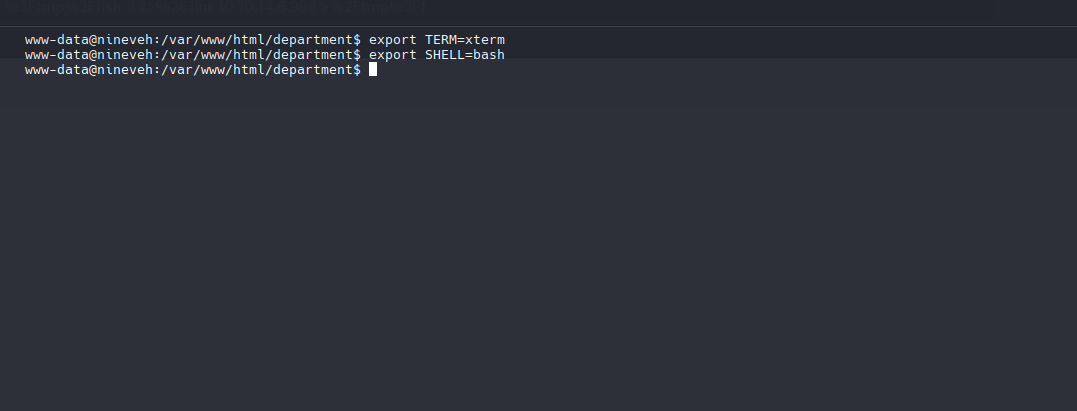 www-data@nineveh:/var/www/html/department$ export TERM=xterm
www-data@nineveh:/var/www/html/department$ export SHELL=bash
www-data@nineveh:/var/www/html/department$